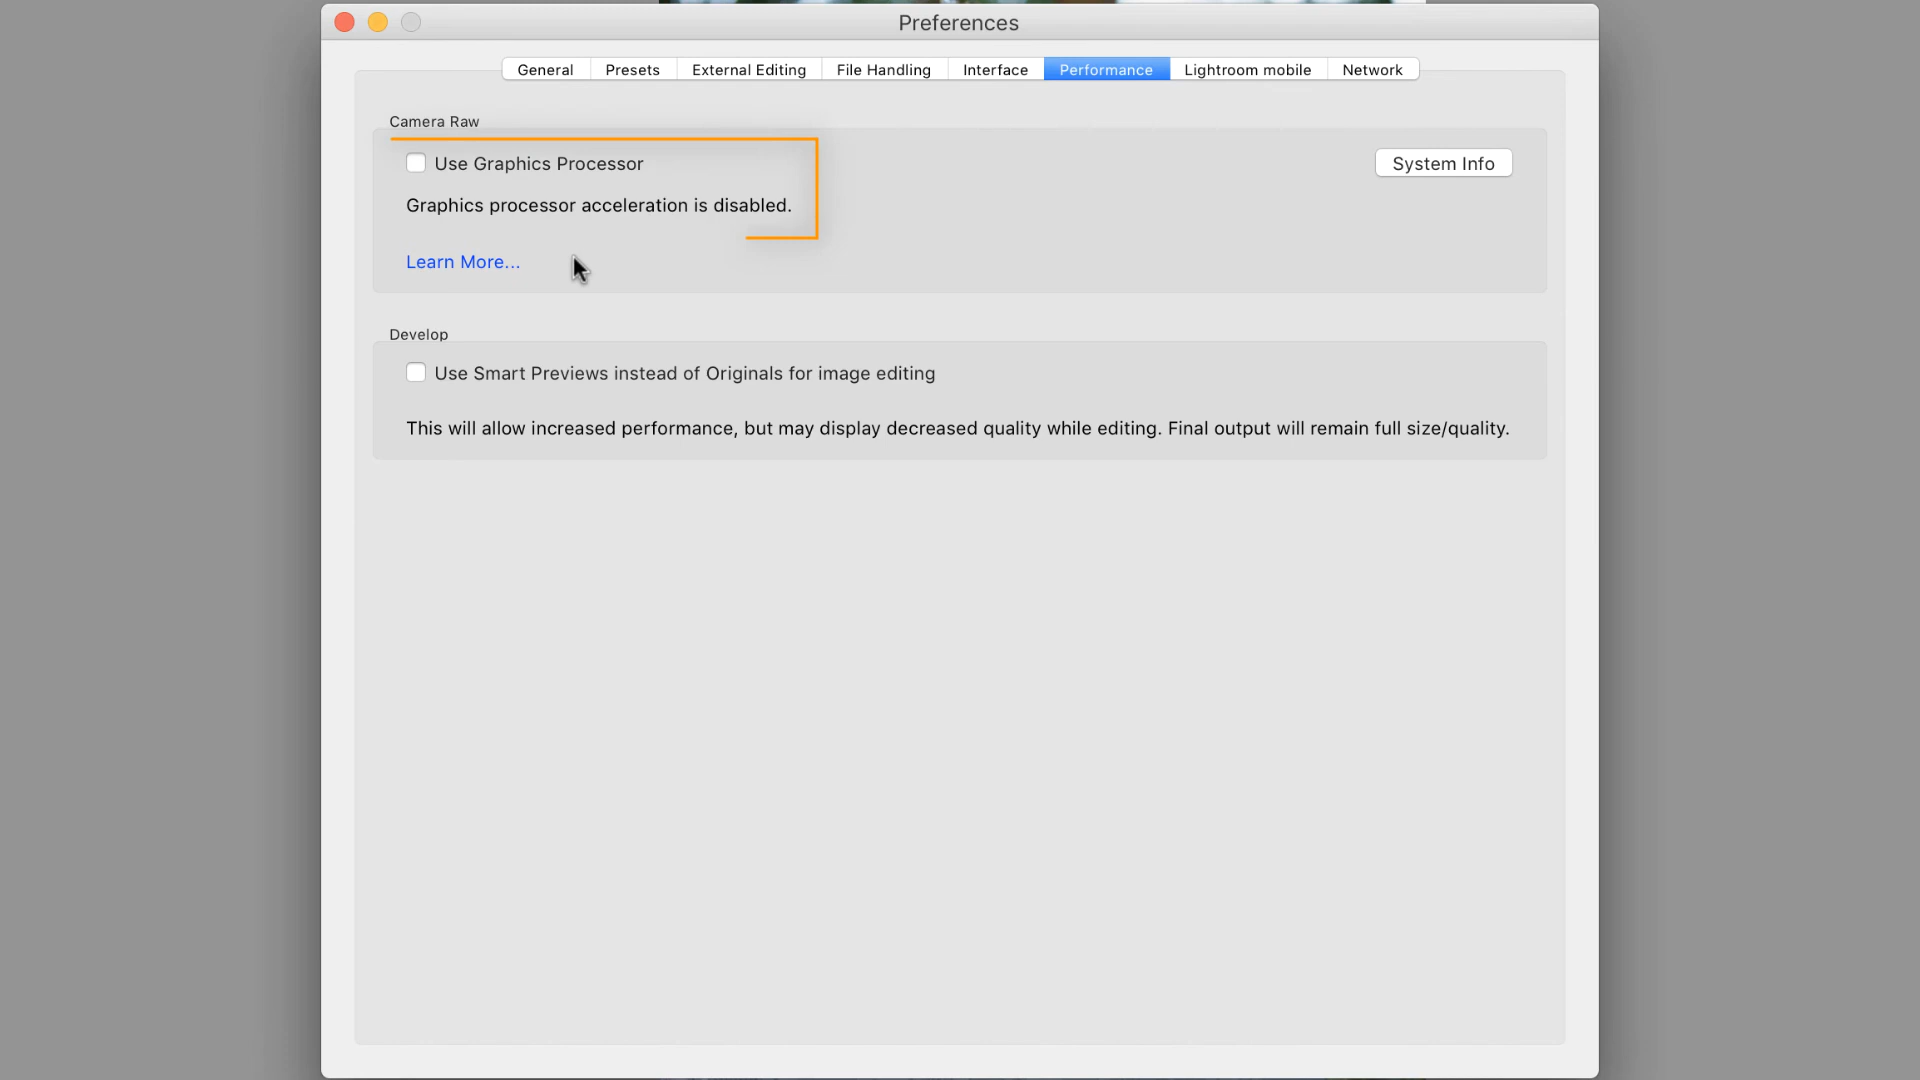 Preferences
General Presets External Editing File Handling Interface Performance Lightroom mobile Network
Camera Raw
Use Graphics Processor
System Info
Graphics processor acceleration is disabled.
Learn More...
Develop
Use Smart Previews instead of Originals for image editing
This will allow increased performance, but may display decreased quality while editing. Final output will remain full size/quality.